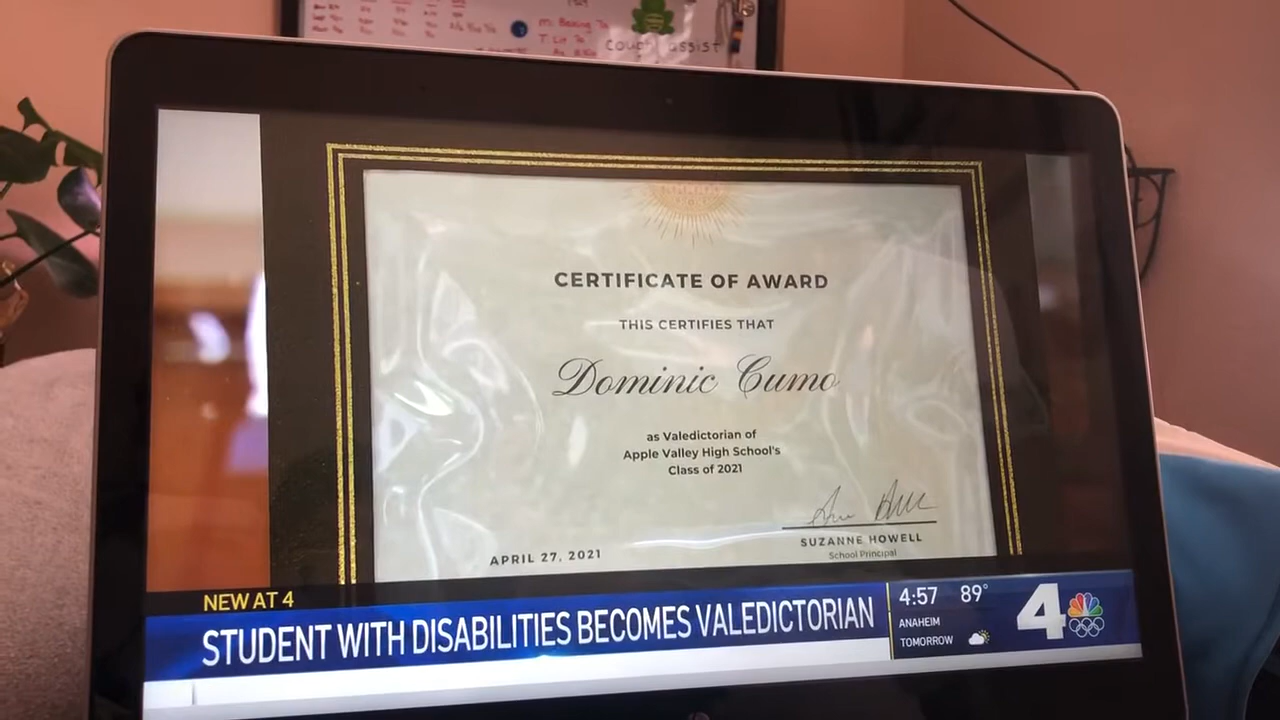 COUCH ASSIST
CERTIFICATE OF AWARD
THIS CERTIFIES THAT
Dominic Cumo
as Valedictorian of
Apple Valley High School's
Class of 2021
APRIL 27, 2021
SUZANNE HOWELL
School Principal
NEW AT 4
STUDENT WITH DISABILITIES BECOMES VALEDICTORIAN
4:57 89°
ANAHEIM
TOMORROW
4